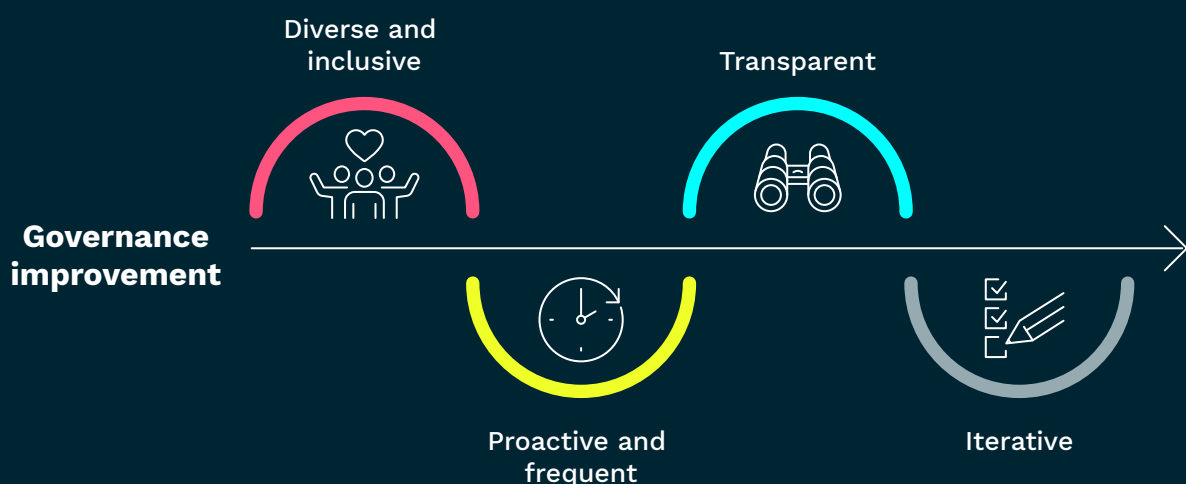 Diverse and
inclusive
Transparent
Governance
improvement
Proactive and
frequent
Iterative